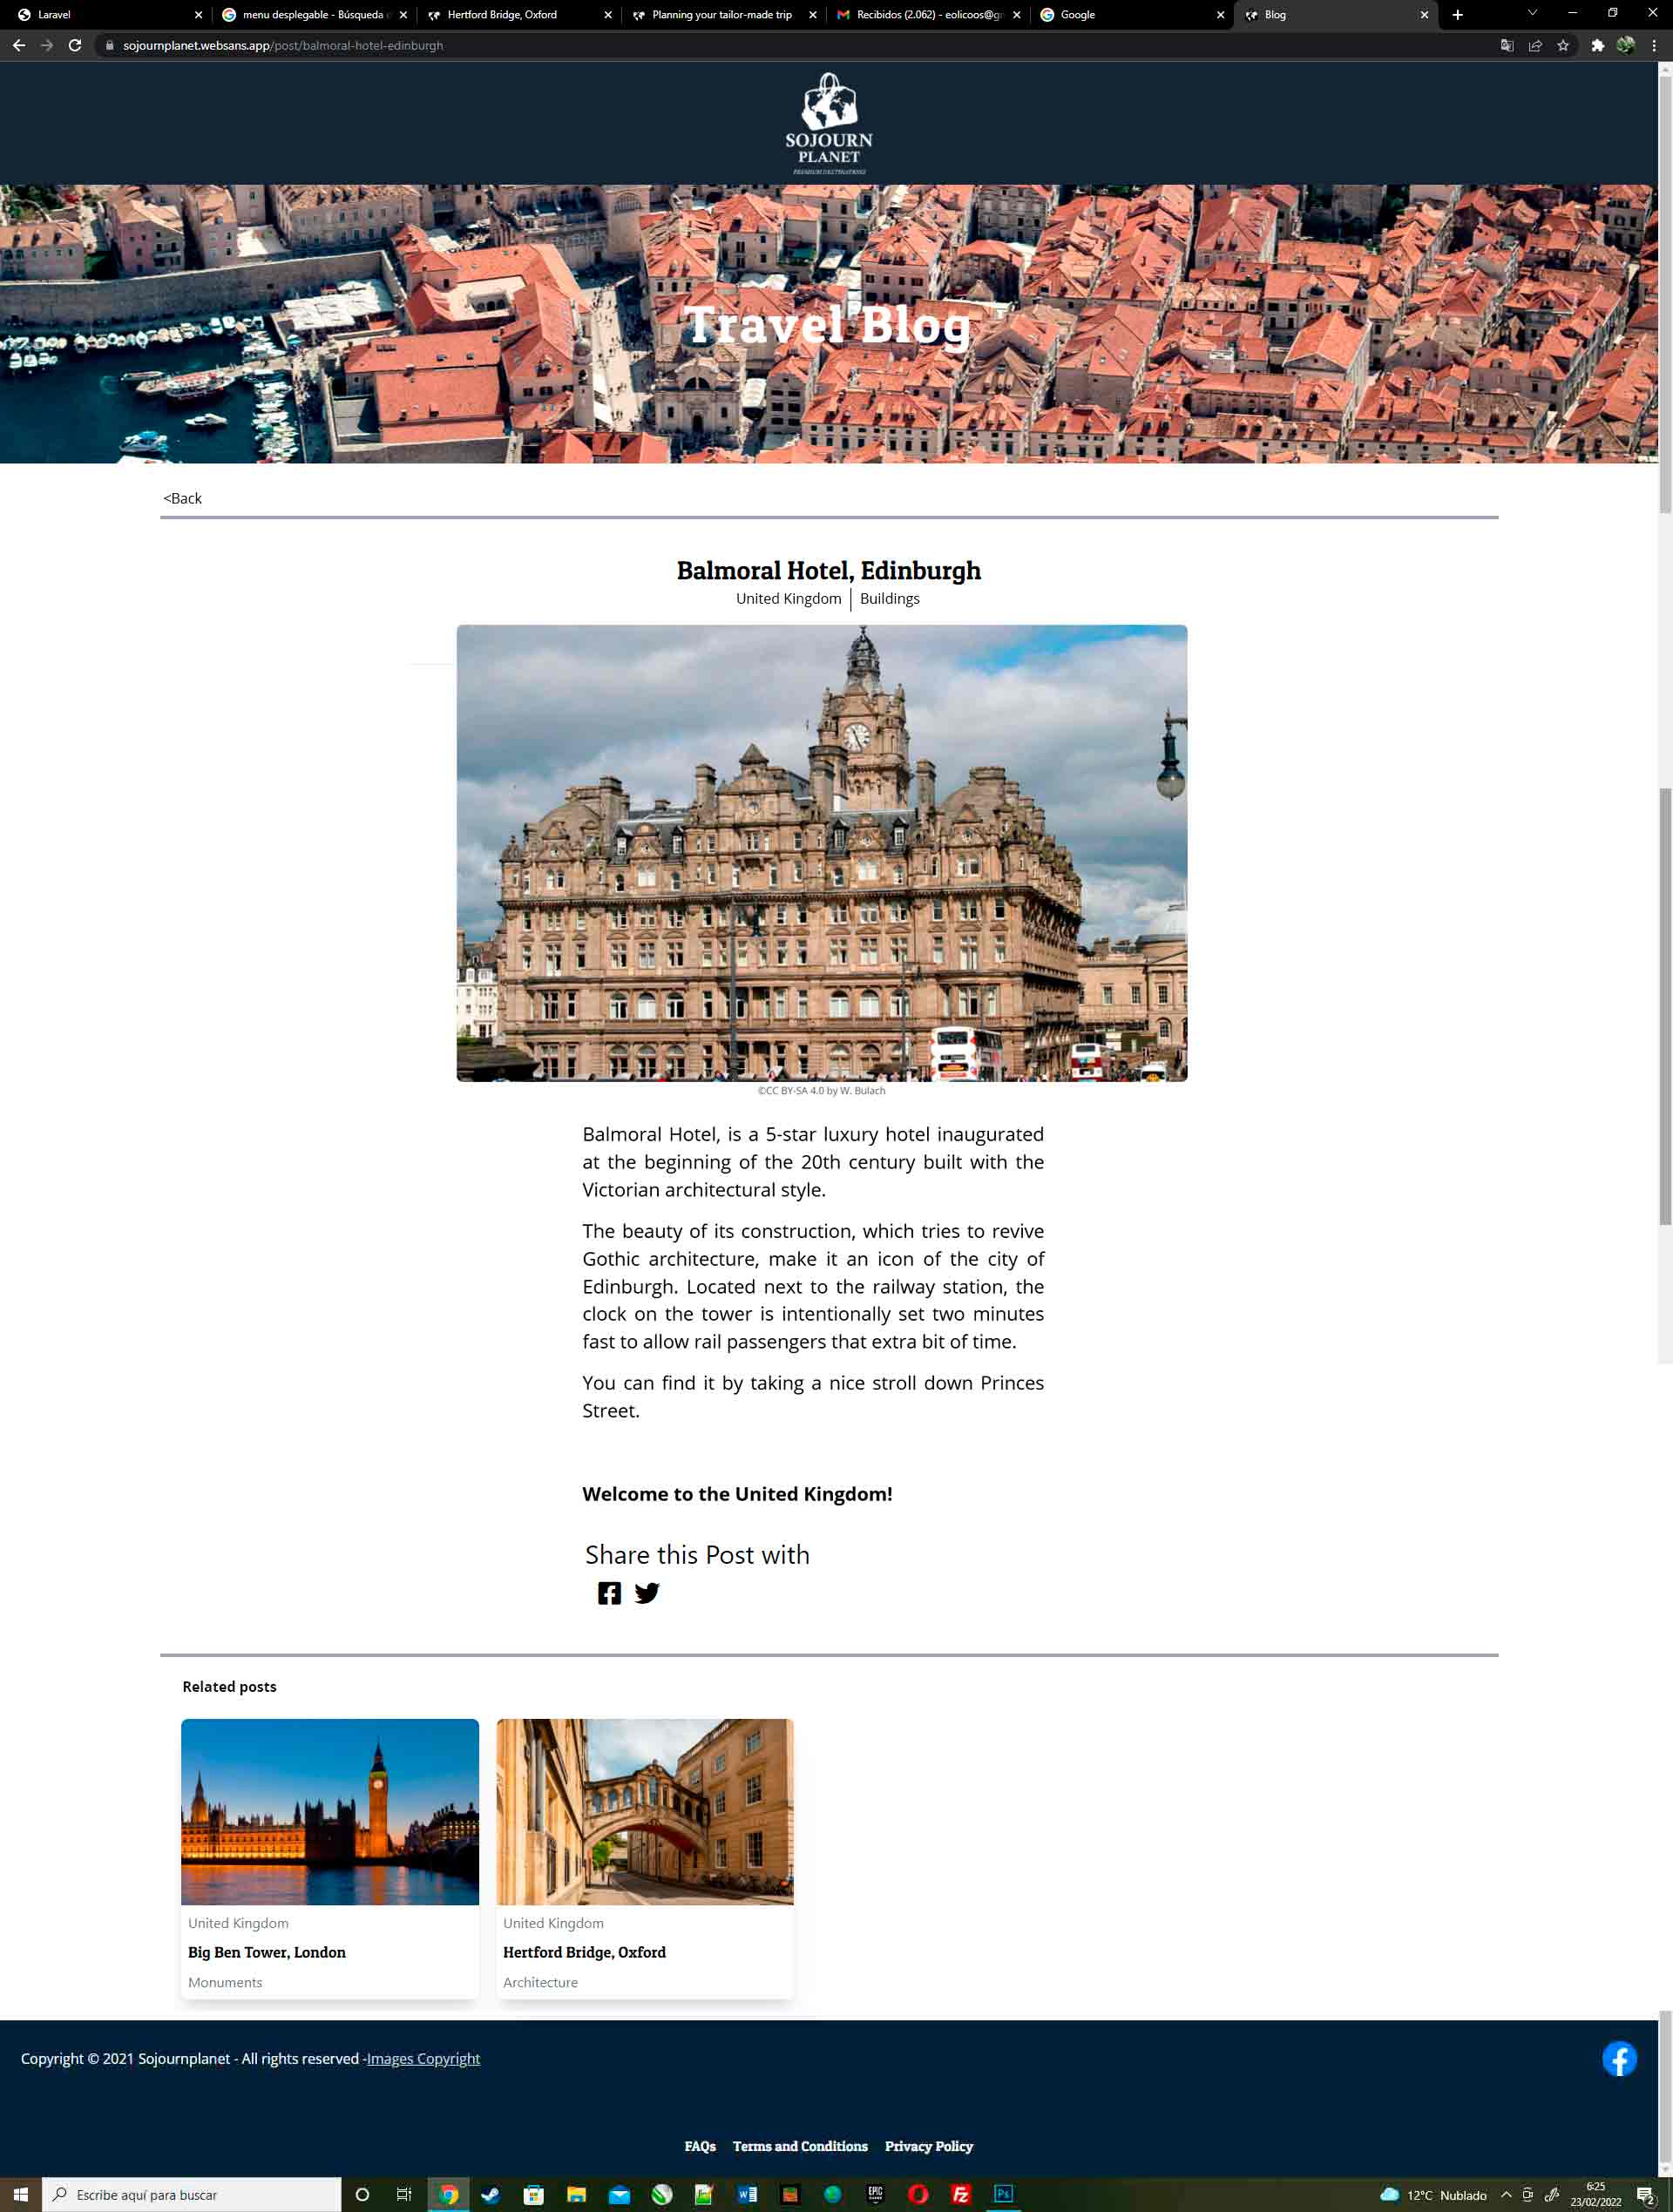 Laravel
menu desplegable - Búsqueda
Hertford Bridge, Oxford
Planning your tailor-made trip
Recibidos (2.062) - eolicoos@gr
Google
Blog
sojournplanet.websans.app/post/balmoral-hotel-edinburgh
SOJOURN
PLANET
PREMIUM DESTINATIONS
Travel Blog
<Back
Balmoral Hotel, Edinburgh
United Kingdom
Buildings
©CC BY-SA 4.0 by W. Bulach
Balmoral Hotel, is a 5-star luxury hotel inaugurated
at the beginning of the 20th century built with the
Victorian architectural style.
The beauty of its construction, which tries to revive
Gothic architecture, make it an icon of the city of
Edinburgh. Located next to the railway station, the
clock on the tower is intentionally set two minutes
fast to allow rail passengers that extra bit of time.
You can find it by taking a nice stroll down Princes
Street.
Welcome to the United Kingdom!
Share this Post with
Related posts
United Kingdom
Big Ben Tower, London
Monuments
United Kingdom
Hertford Bridge, Oxford
Architecture
Copyright © 2021 Sojournplanet - All rights reserved -Images Copyright
FAQs Terms and Conditions Privacy Policy
Escribe aquí para buscar
EPIC
Fz
Ps
12°C Nublado
6:25
23/02/2022
2